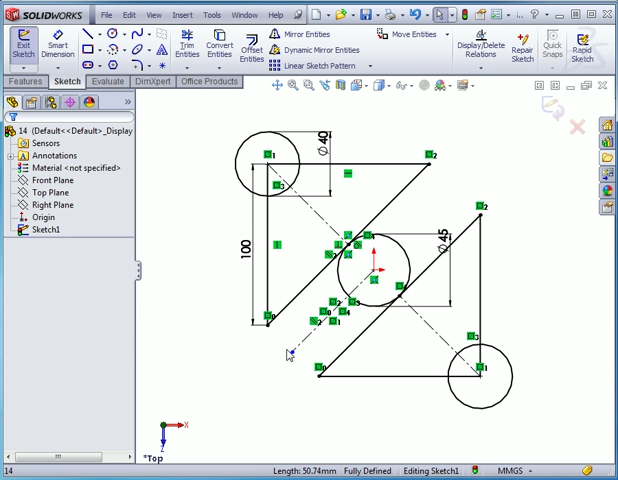 SOLIDWORKS
File Edit View Insert Tools Window Help
Exit Sketch
Smart Dimension
Trim Entities
Convert Entities
Offset Entities
Mirror Entities
Dynamic Mirror Entities
Linear Sketch Pattern
Move Entities
Display/Delete Relations
Repair Sketch
Quick Snaps
Rapid Sketch
Features Sketch Evaluate DimXpert Office Products
14 (Default<<Default>_Display
Sensors
Annotations
Material <not specified>
Front Plane
Top Plane
Right Plane
Origin
Sketch1
Ø40
100
Ø45
X
Z
*Top
14
Length: 50.74mm Fully Defined Editing Sketch1 MMGS